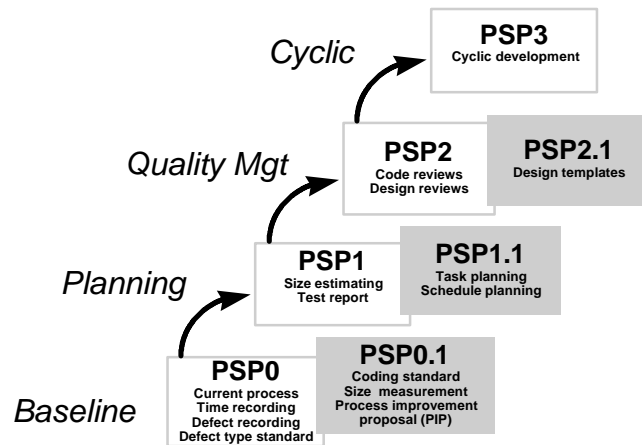 Cyclic
PSP3
Cyclic development
Quality Mgt
PSP2
Code reviews
Design reviews
PSP2.1
Design templates
Planning
PSP1
Size estimating
Test report
PSP1.1
Task planning
Schedule planning
Baseline
PSP0
Current process
Time recording
Defect recording
Defect type standard
PSP0.1
Coding standard
Size measurement
Process improvement
proposal (PIP)